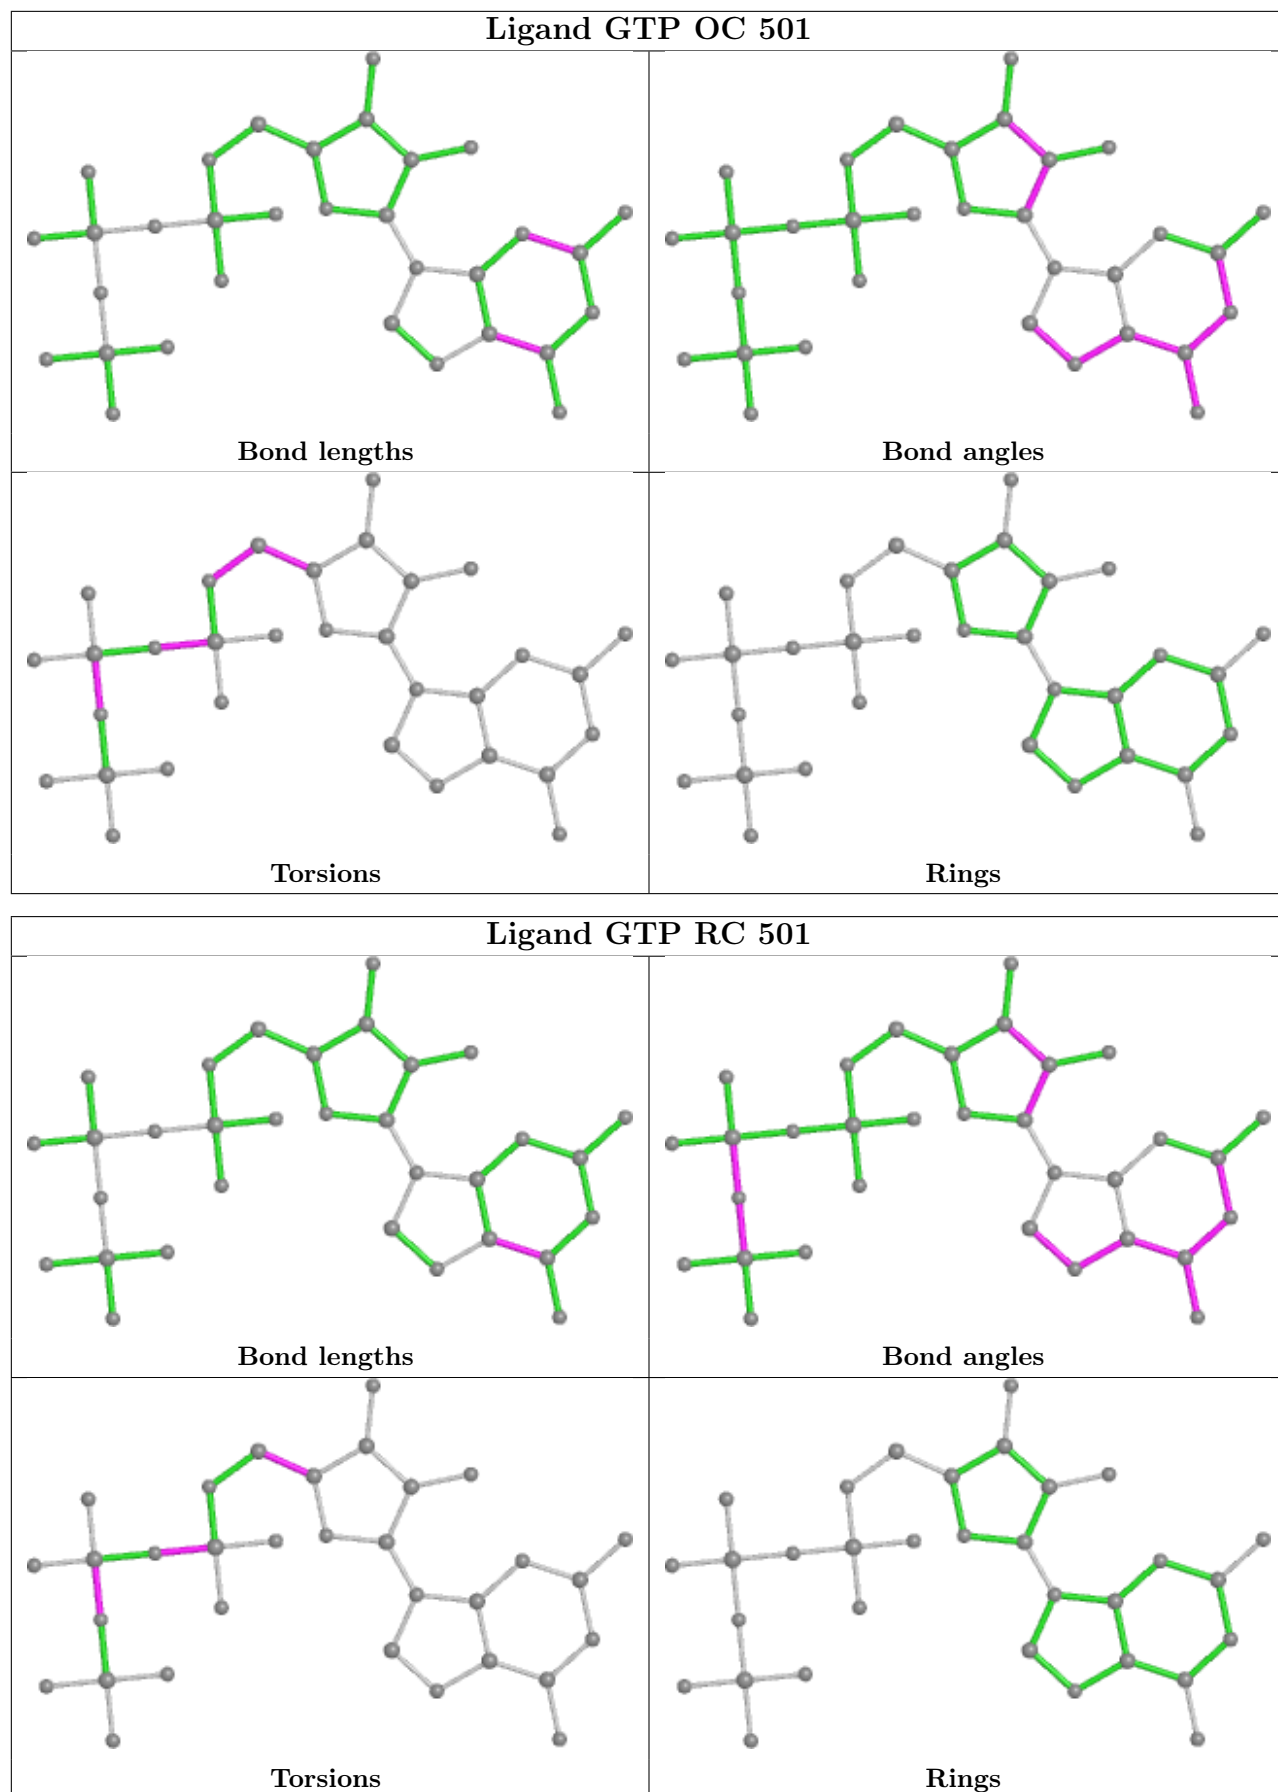 Ligand GTP OC 501
Bond lengths
Bond angles
Torsions
Rings
Ligand GTP RC 501
Bond lengths
Bond angles
Torsions
Rings